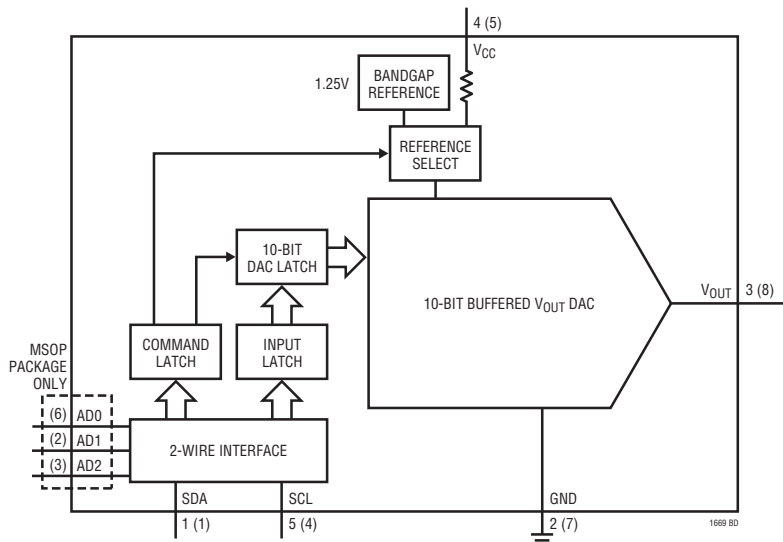 4 (5)
VCC
1.25V
BANDGAP
REFERENCE
REFERENCE
SELECT
10-BIT
DAC LATCH
10-BIT BUFFERED VOUT DAC
VOUT
3 (8)
MSOP
PACKAGE
ONLY
COMMAND
LATCH
INPUT
LATCH
(6) AD0
(2) AD1
(3) AD2
2-WIRE INTERFACE
SDA
SCL
GND
1 (1)
5 (4)
2 (7)
1669 BD